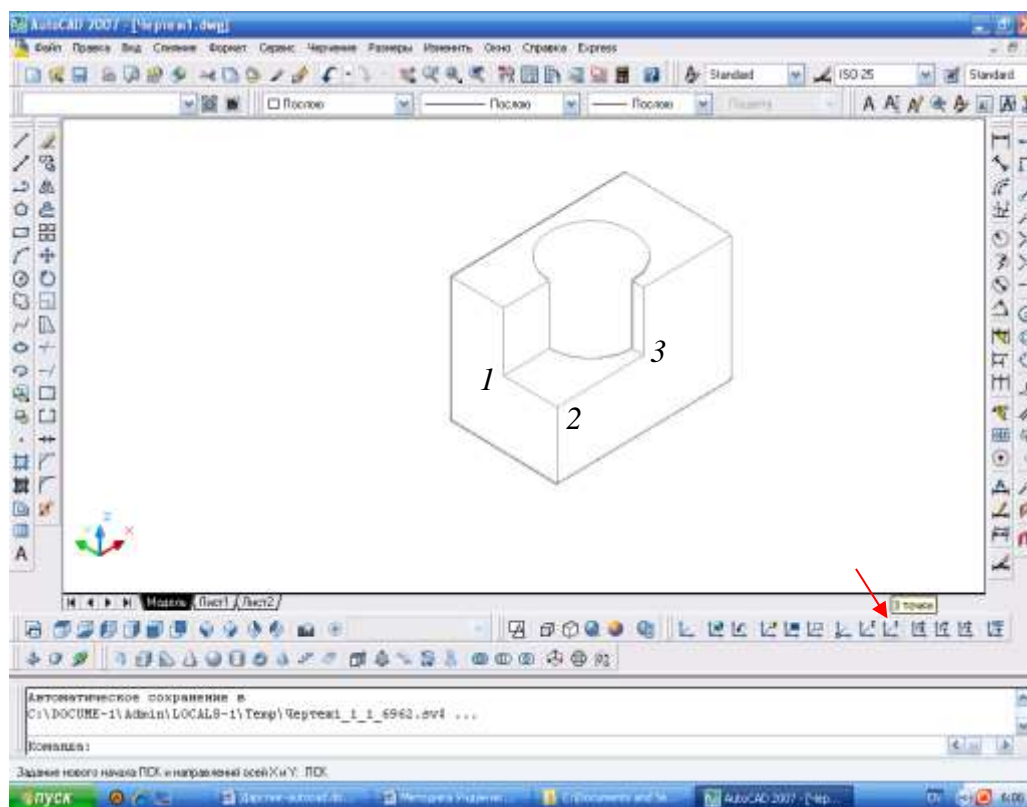 AutoCAD 2007 - [Чертеж1.dwg]
Файл Правка Вид Слияние Формат Сервис Черчение Размеры Изменить Окно Справка Express
Standard ISO-25 Standard
Послою Послою Послою
1
2
3
Z
X
Модель Лист1 Лист2
3 точки
Автоматическое сохранение в
C:\DOCUME~1\Admin\LOCALS~1\Temp\Чертеж1_1_1_6962.sv$ ...
Команда:
Задание нового начала ПСК и направлений осей X и Y: ПСК
пуск
AutoCAD 2007 - [Чер...